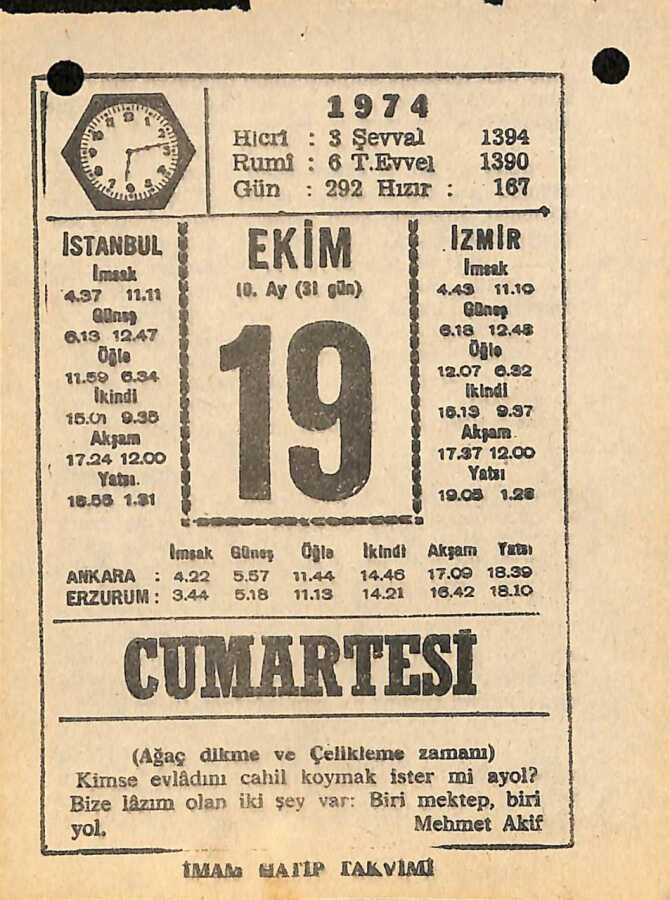 1974
Hicrî : 3 Şevval 1394
Rumî : 6 T.Evvel 1390
Gün : 292 Hızır : 167
İSTANBUL
İmsak
4.37 11.11
Güneş
6.13 12.47
Öğle
11.59 6.34
İkindi
15.01 9.35
Akşam
17.24 12.00
Yatsı.
18.55 1.31
EKİM
10. Ay (31 gün)
19
İZMİR
İmsak
4.43 11.10
Güneş
6.18 12.43
Öğle
12.07 6.32
İkindi
15.13 9.37
Akşam
17.37 12.00
Yatsı
19.05 1.28
İmsak Güneş Öğle İkindi Akşam Yatsı
ANKARA : 4.22 5.57 11.44 14.46 17.09 18.39
ERZURUM : 3.44 5.18 11.13 14.21 16.42 18.10
CUMARTESİ
(Ağaç dikme ve Çelikleme zamanı)
Kimse evlâdını cahil koymak ister mi ayol?
Bize lâzım olan iki şey var: Biri mektep, biri
yol. Mehmet Akif
İMAM HATİP TAKVİMİ